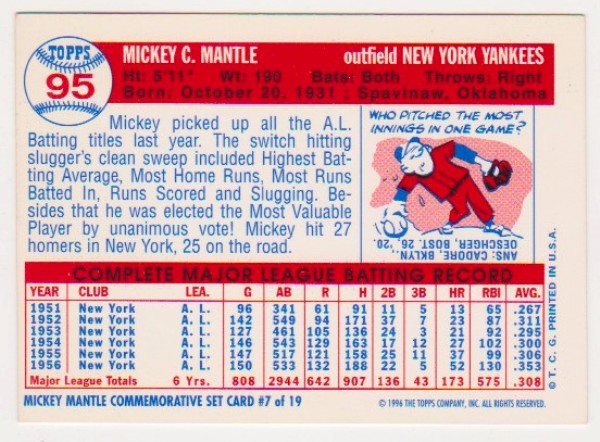 TOPPS
95
MICKEY C. MANTLE outfield NEW YORK YANKEES
Ht: 5'11" Wt: 190 Bats: Both Throws: Right
Born: October 20, 1931 : Spavinaw, Oklahoma
Mickey picked up all the A.L.
Batting titles last year. The switch hitting
slugger's clean sweep included Highest Bat-
ting Average, Most Home Runs, Most Runs
Batted In, Runs Scored and Slugging. Be-
sides that he was elected the Most Valuable
Player by unanimous vote! Mickey hit 27
homers in New York, 25 on the road.
WHO PITCHED THE MOST
INNINGS IN ONE GAME?
ANS: CADORE, BKLYN.,
OESCHGER, BOST. 26, '20.
COMPLETE MAJOR LEAGUE BATTING RECORD
YEAR CLUB LEA. G AB R H 2B 3B HR RBI AVG.
1951 New York A. L. 96 341 61 91 11 5 13 65 .267
1952 New York A. L. 142 549 94 171 37 7 23 87 .311
1953 New York A. L. 127 461 105 136 24 3 21 92 .295
1954 New York A. L. 146 543 129 163 17 12 27 102 .300
1955 New York A. L. 147 517 121 158 25 11 37 99 .306
1956 New York A. L. 150 533 132 188 22 5 52 130 .353
Major League Totals 6 Yrs. 808 2944 642 907 136 43 173 575 .308
MICKEY MANTLE COMMEMORATIVE SET CARD #7 OF 19
© 1996 THE TOPPS COMPANY, INC. ALL RIGHTS RESERVED.
© T. C. G. PRINTED IN U.S.A.